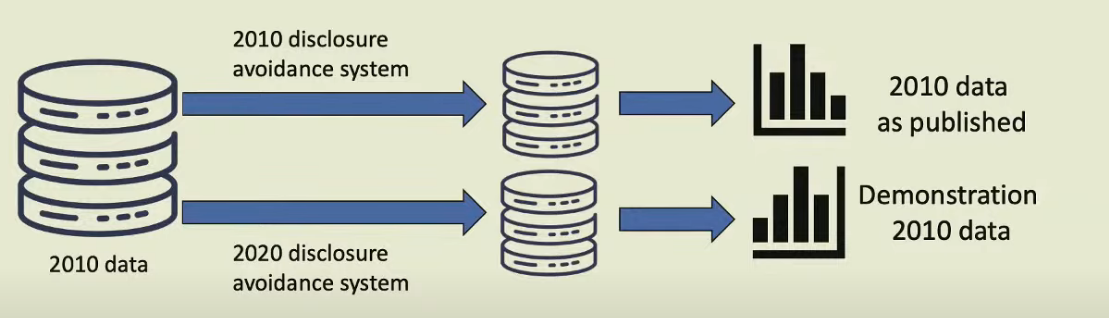 2010 disclosure
avoidance system
2010 data
as published
Demonstration
2010 data
2010 data
2020 disclosure
avoidance system